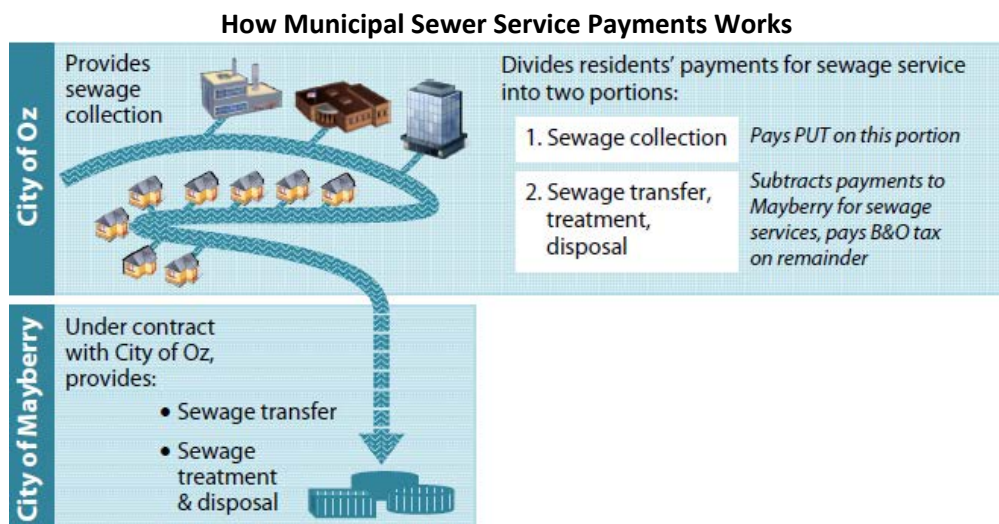 How Municipal Sewer Service Payments Works
City of Oz
Provides
sewage
collection
Divides residents’ payments for sewage service
into two portions:
1. Sewage collection
Pays PUT on this portion
2. Sewage transfer,
treatment,
disposal
Subtracts payments to
Mayberry for sewage
services, pays B&O tax
on remainder
City of Mayberry
Under contract
with City of Oz,
provides:
• Sewage transfer
• Sewage
treatment
& disposal